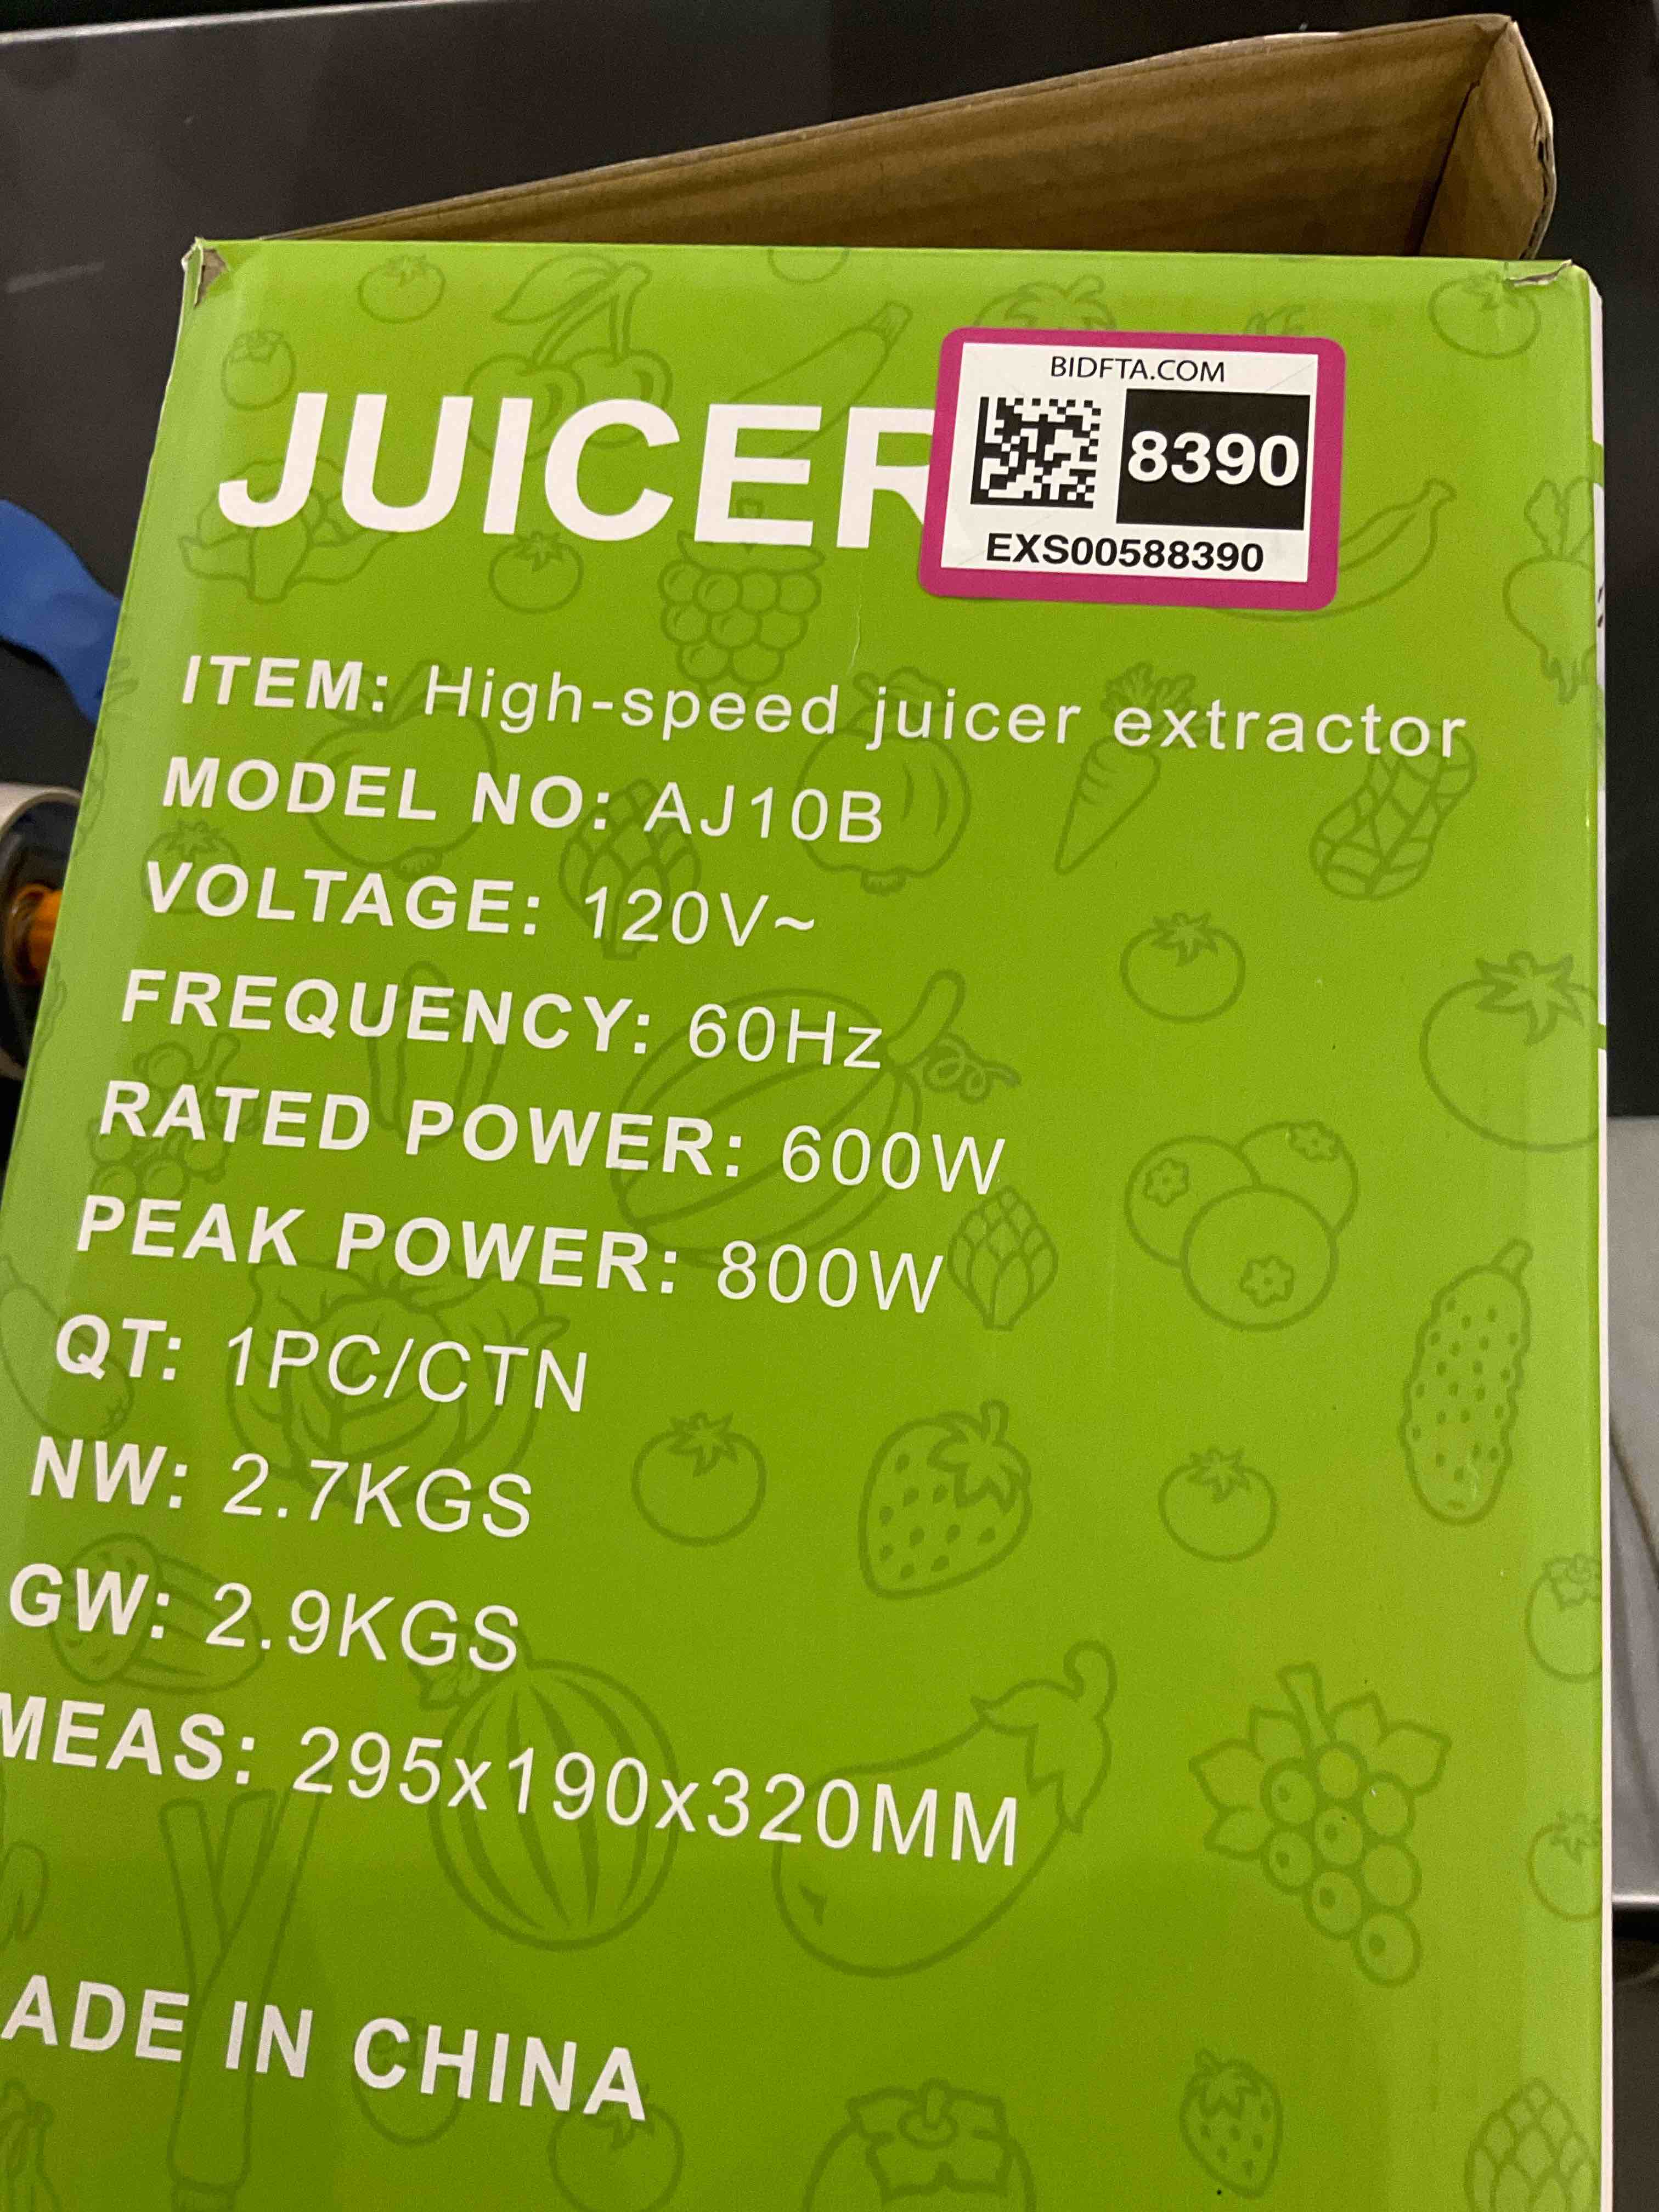 JUICER
BIDFTA.COM
8390
EXS00588390
ITEM: High-speed juicer extractor
MODEL NO: AJ10B
VOLTAGE: 120V~
FREQUENCY: 60Hz
RATED POWER: 600W
PEAK POWER: 800W
QT: 1PC/CTN
NW: 2.7KGS
GW: 2.9KGS
MEAS: 295x190x320MM
ADE IN CHINA